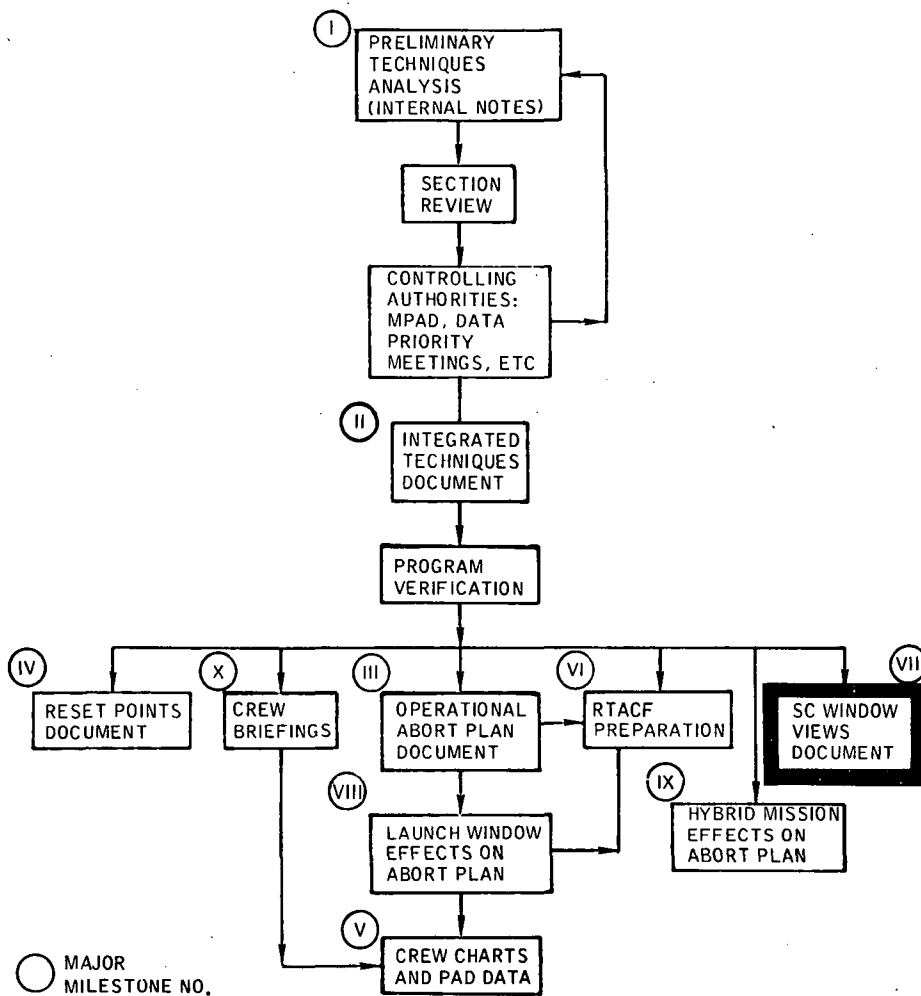 I
PRELIMINARY
TECHNIQUES
ANALYSIS
(INTERNAL NOTES)
SECTION
REVIEW
CONTROLLING
AUTHORITIES:
MPAD, DATA
PRIORITY
MEETINGS, ETC
II
INTEGRATED
TECHNIQUES
DOCUMENT
PROGRAM
VERIFICATION
IV
RESET POINTS
DOCUMENT
X
CREW
BRIEFINGS
III
OPERATIONAL
ABORT PLAN
DOCUMENT
VI
RTACF
PREPARATION
VII
SC WINDOW
VIEWS
DOCUMENT
VIII
LAUNCH WINDOW
EFFECTS ON
ABORT PLAN
IX
HYBRID MISSION
EFFECTS ON
ABORT PLAN
V
CREW CHARTS
AND PAD DATA
MAJOR
MILESTONE NO.